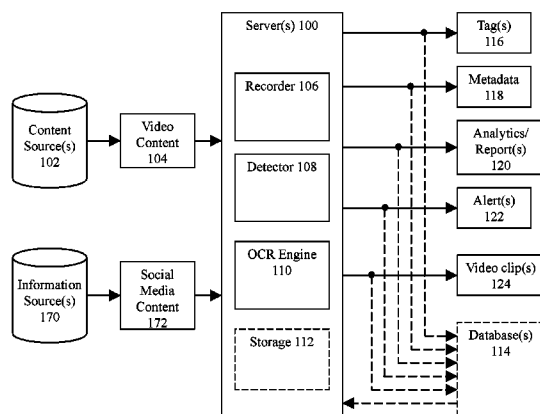 Server(s) 100
Recorder 106
Detector 108
OCR Engine
110
Storage 112
Content
Source(s)
102
Video
Content
104
Information
Source(s)
170
Social
Media
Content
172
Tag(s)
116
Metadata
118
Analytics/
Report(s)
120
Alert(s)
122
Video clip(s)
124
Database(s)
114